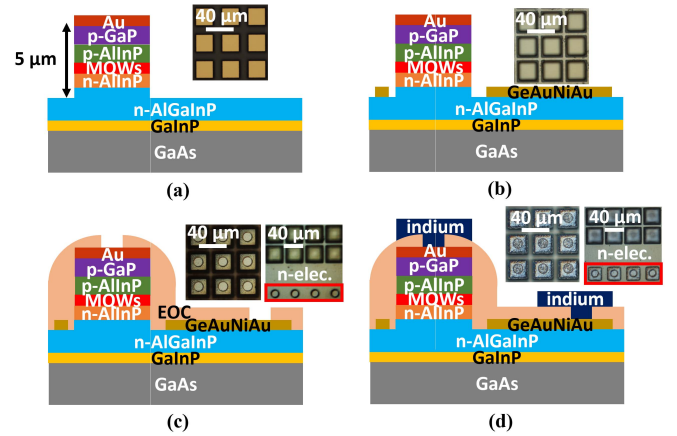 Au
p-GaP
p-AlInP
MQWs
n-AlInP
5 μm
40 μm
n-AlGaInP
GaInP
GaAs
(a)
Au
p-GaP
p-AlInP
MQWs
n-AlInP
40 μm
GeAuNiAu
n-AlGaInP
GaInP
GaAs
(b)
Au
p-GaP
p-AlInP
MQWs
n-AlInP
40 μm
40 μm
n-elec.
EOC
GeAuNiAu
n-AlGaInP
GaInP
GaAs
(c)
indium
Au
p-GaP
p-AlInP
MQWs
n-AlInP
40 μm
40 μm
n-elec.
indium
GeAuNiAu
n-AlGaInP
GaInP
GaAs
(d)